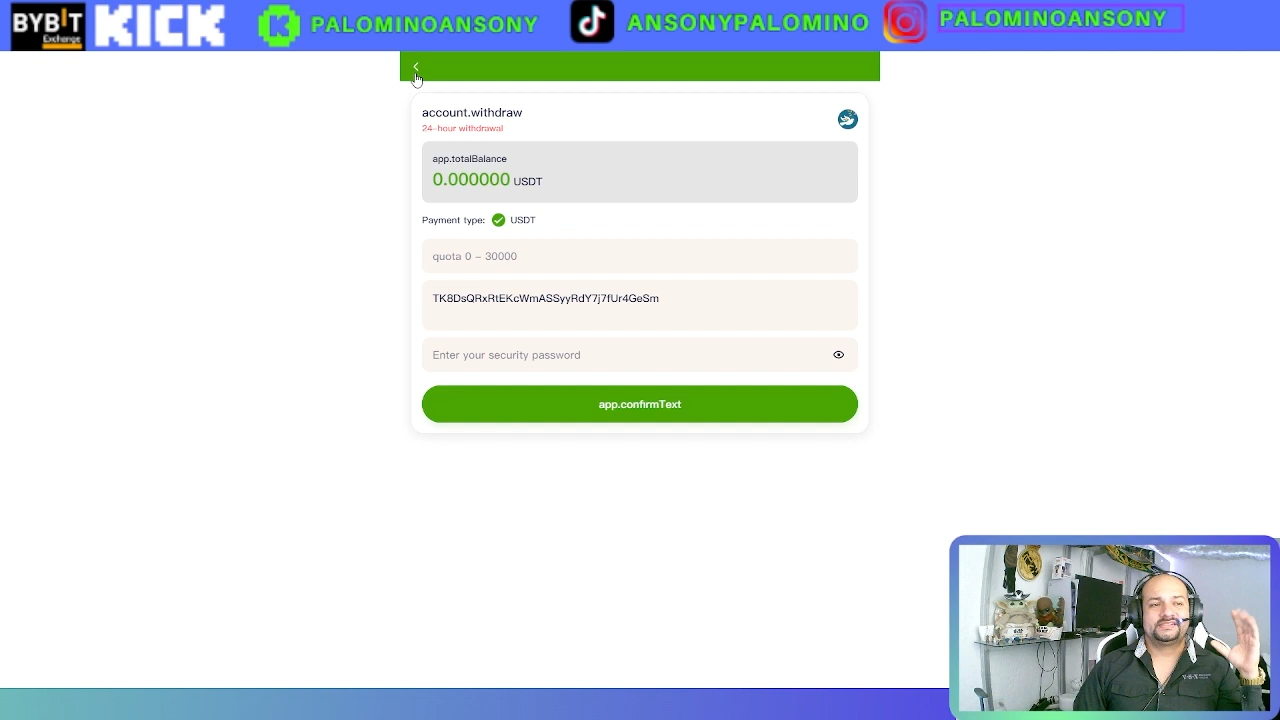 BYBIT
Exchange
KICK
PALOMINOANSONY
ANSONYPALOMINO
PALOMINOANSONY
account.withdraw
24-hour withdrawal
app.totalBalance
0.000000 USDT
Payment type: USDT
quota 0 - 30000
TK8DsQRxRtEKcWmASSyyRdY7j7fUr4GeSm
Enter your security password
app.confirmText